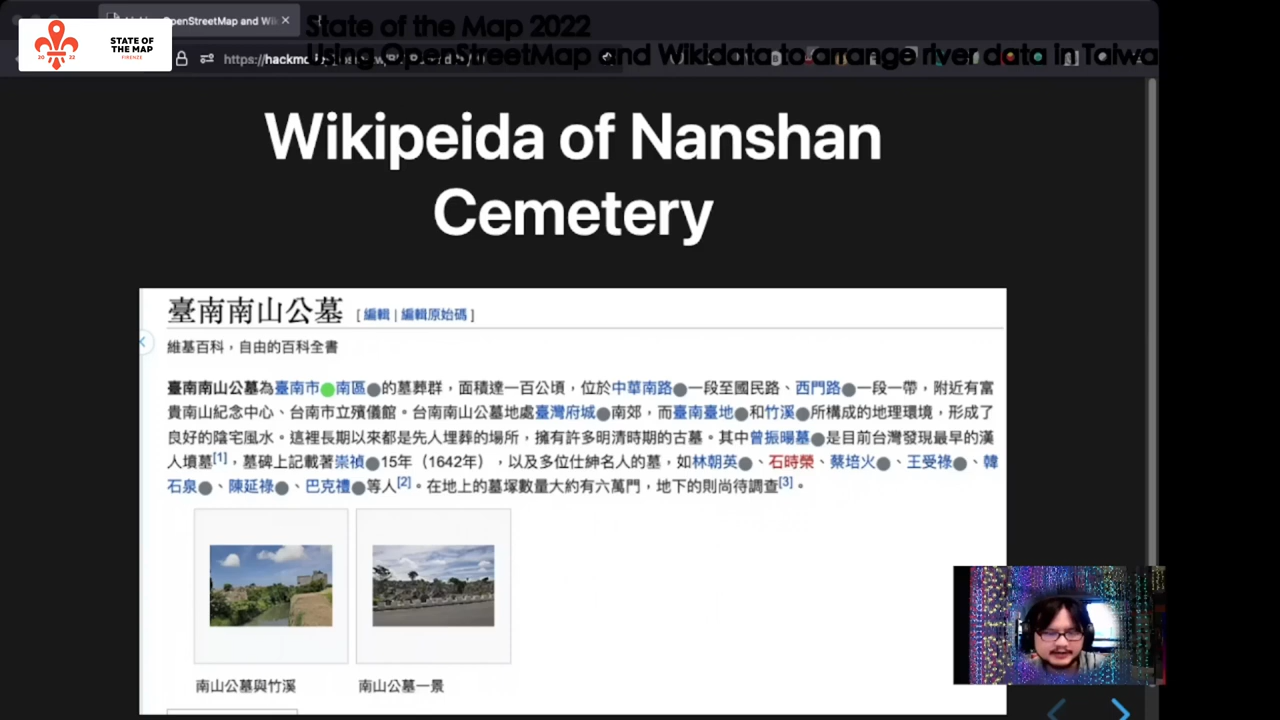 Linking OpenStreetMap and Wi
State of the Map 2022
STATE OF
THE MAP
FIRENZE
20 22
https://hackmd
Using OpenStreetMap and Wikidata to arrange river data in Taiwa
Wikipeida of Nanshan
Cemetery
臺南南山公墓 [ 編輯 | 編輯原始碼 ]
維基百科,自由的百科全書
臺南南山公墓為臺南市南區的墓葬群,面積達一百公頃,位於中華南路一段至國民路、西門路一段一帶,附近有富
貴南山紀念中心、台南市立殯儀館。台南南山公墓地處臺灣府城南郊,而臺南臺地和竹溪所構成的地理環境,形成了
良好的陰宅風水。這裡長期以來都是先人埋葬的場所,擁有許多明清時期的古墓。其中曾振暘墓是目前台灣發現最早的漢
人墳墓[1],墓碑上記載著崇禎15年(1642年),以及多位仕紳名人的墓,如林朝英、石時榮、蔡培火、王受祿、韓
石泉、陳延祿、巴克禮等人[2]。在地上的墓塚數量大約有六萬門,地下的則尚待調查[3]。
南山公墓與竹溪 南山公墓一景